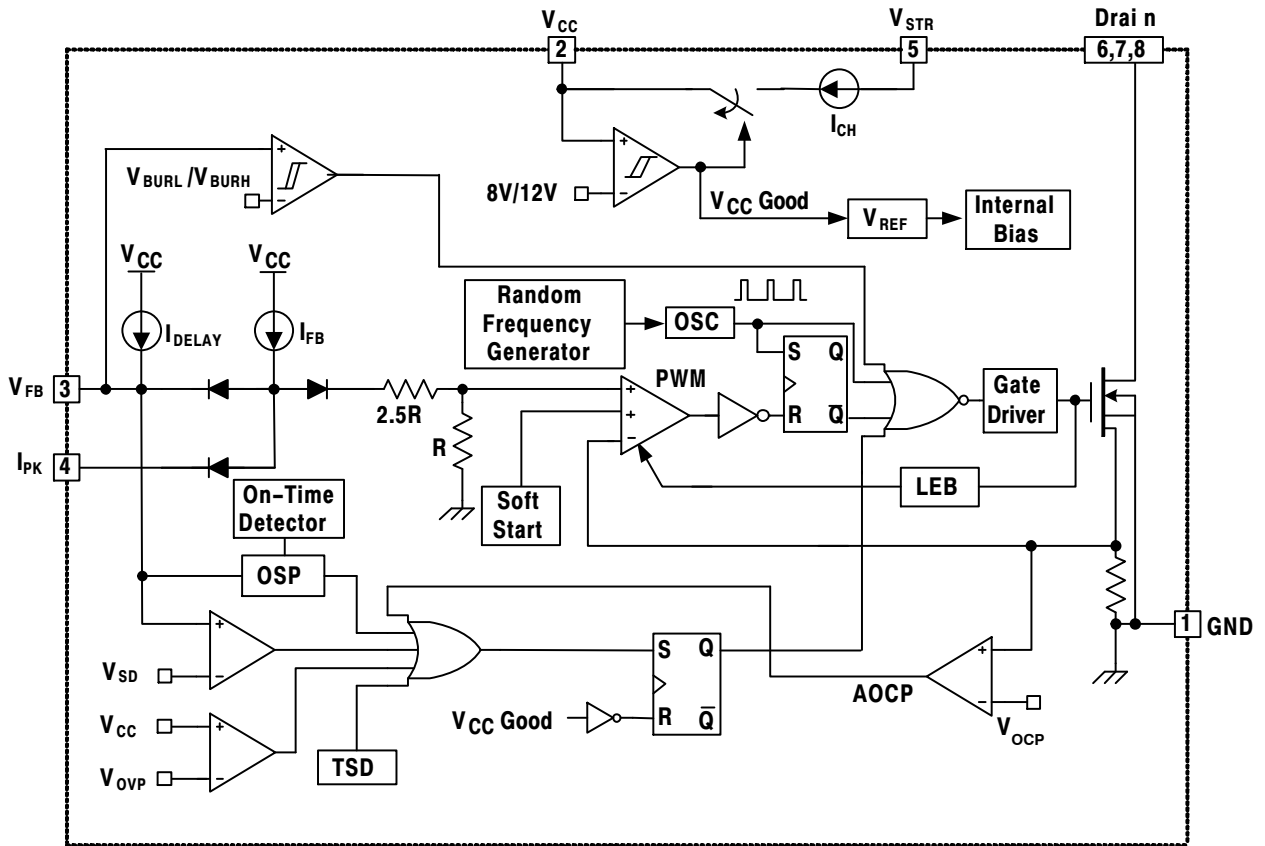 VCC
2
VSTR
5
Drai n
6,7,8
ICH
+
−
8V/12V
VCC Good
VREF
Internal
Bias
+
−
VBURL /VBURH
VCC
VCC
IDELAY
IFB
Random
Frequency
Generator
OSC
S Q
R Q̅
VFB 3
2.5R
R
PWM
+
+
−
Gate
Driver
IPK 4
LEB
Soft
Start
On−Time
Detector
OSP
1 GND
+
−
VSD
S Q
R Q̅
VCC Good
+
−
AOCP
VOCP
VCC
+
−
VOVP
TSD